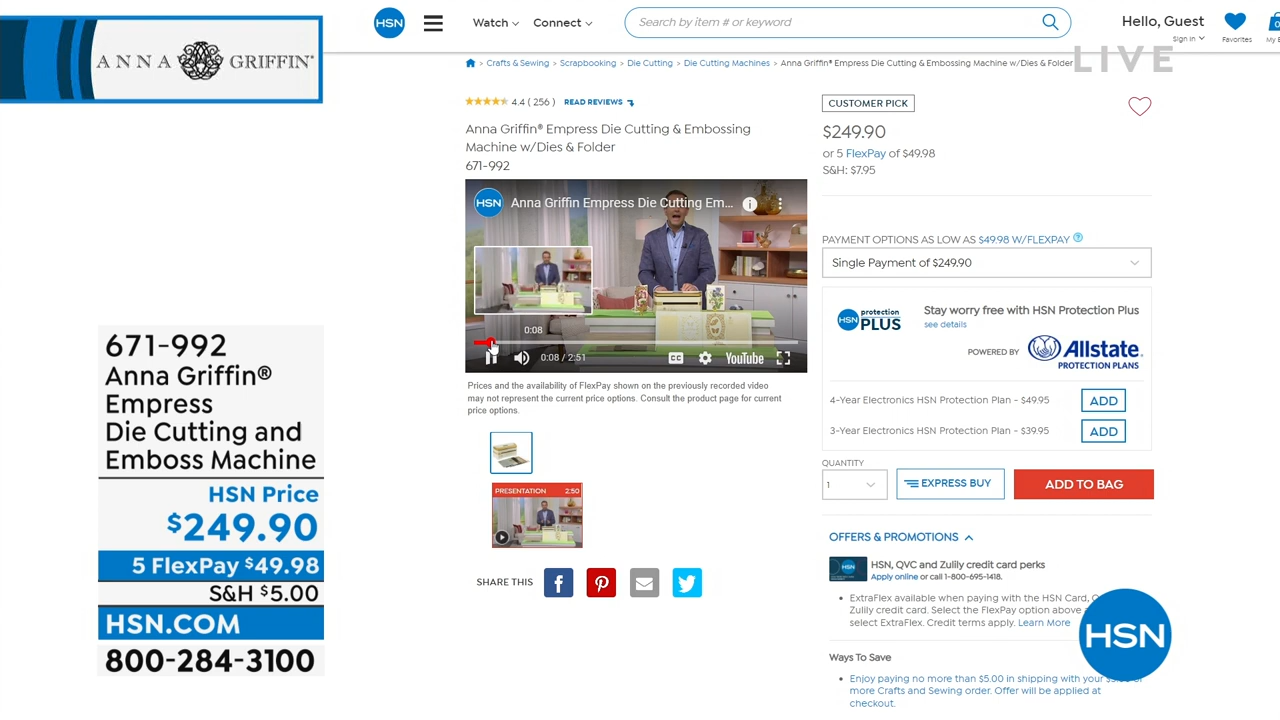 ANNA GRIFFIN®
HSN
Watch
Connect
Search by item # or keyword
Hello, Guest
Sign In
Favorites
LIVE
Crafts & Sewing > Scrapbooking > Die Cutting > Die Cutting Machines > Anna Griffin® Empress Die Cutting & Embossing Machine w/Dies & Folder
4.4 ( 256 ) READ REVIEWS
Anna Griffin® Empress Die Cutting & Embossing
Machine w/Dies & Folder
671-992
HSN
Anna Griffin Empress Die Cutting Em...
0:08
0:08 / 2:51
CC
YouTube
Prices and the availability of FlexPay shown on the previously recorded video
may not represent the current price options. Consult the product page for current
price options.
PRESENTATION 2:50
SHARE THIS
CUSTOMER PICK
$249.90
or 5 FlexPay of $49.98
S&H: $7.95
PAYMENT OPTIONS AS LOW AS $49.98 W/FLEXPAY
Single Payment of $249.90
HSN protection PLUS
Stay worry free with HSN Protection Plus
see details
POWERED BY Allstate.
PROTECTION PLANS
4-Year Electronics HSN Protection Plan - $49.95 ADD
3-Year Electronics HSN Protection Plan - $39.95 ADD
QUANTITY
1
EXPRESS BUY
ADD TO BAG
OFFERS & PROMOTIONS
HSN, QVC and Zulily credit card perks
Apply online or call 1-800-695-1418.
• ExtraFlex available when paying with the HSN Card,
Zulily credit card. Select the FlexPay option above
select ExtraFlex. Credit terms apply. Learn More
Ways To Save
• Enjoy paying no more than $5.00 in shipping with your
more Crafts and Sewing order. Offer will be applied at
checkout.
HSN
671-992
Anna Griffin®
Empress
Die Cutting and
Emboss Machine
HSN Price
$249.90
5 FlexPay $49.98
S&H $5.00
HSN.COM
800-284-3100